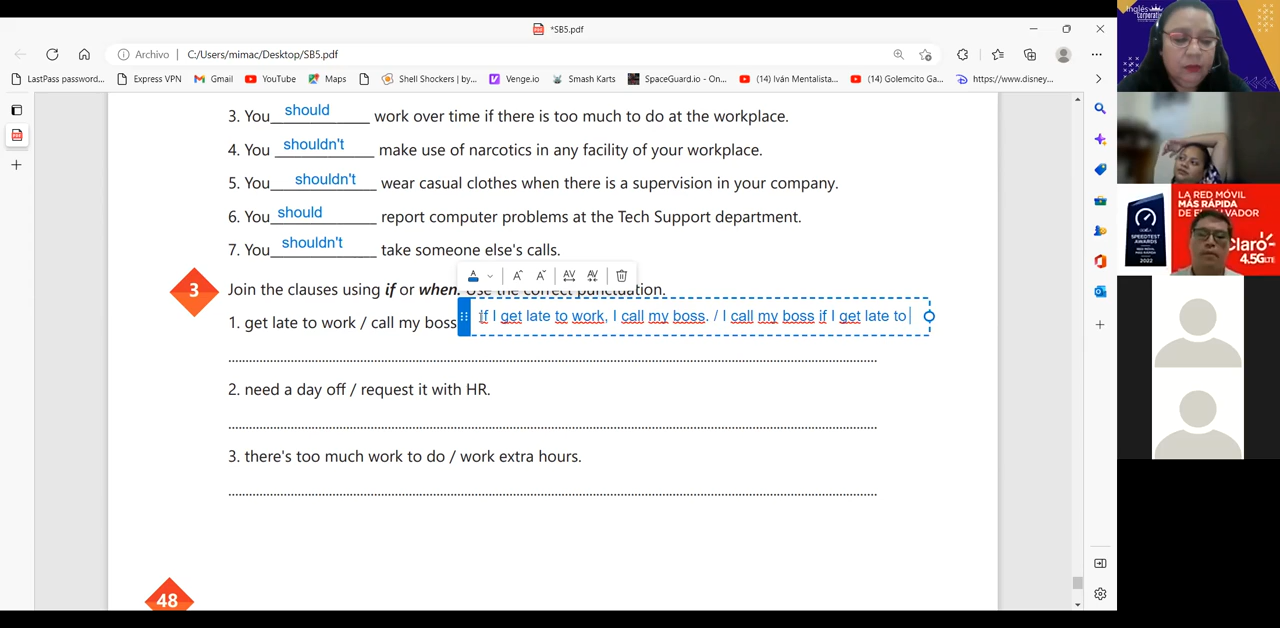 *SB5.pdf
Archivo | C:/Users/mimac/Desktop/SB5.pdf
LastPass password... Express VPN Gmail YouTube Maps Shell Shockers | by... Venge.io Smash Karts SpaceGuard.io - On... (14) Iván Mentalista... (14) Golemcito Ga... https://www.disney...
3. You should work over time if there is too much to do at the workplace.
4. You shouldn't make use of narcotics in any facility of your workplace.
5. You shouldn't wear casual clothes when there is a supervision in your company.
6. You should report computer problems at the Tech Support department.
7. You shouldn't take someone else's calls.
3 Join the clauses using if or when. Use the correct punctuation.
1. get late to work / call my boss
If I get late to work, I call my boss. / I call my boss if I get late to
2. need a day off / request it with HR.
3. there's too much work to do / work extra hours.
48
Inglés
Corporativo
SPEEDTEST
AWARDS
2022
LA RED MÓVIL
MÁS RÁPIDA
DE EL SALVADOR
Claro
4.5G LTE